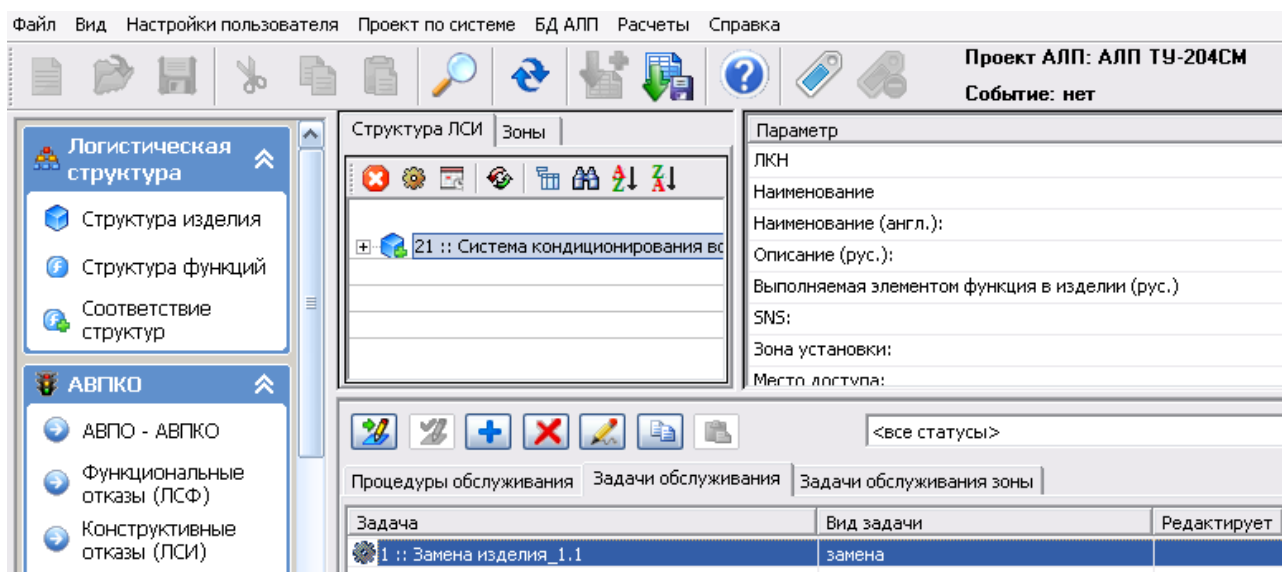 Файл Вид Настройки пользователя Проект по системе БД АЛП Расчеты Справка
Проект АЛП: АЛП ТУ-204СМ
Событие: нет
Логистическая
структура
Структура изделия
Структура функций
Соответствие
структур
АВПКО
АВПО - АВПКО
Функциональные
отказы (ЛСФ)
Конструктивные
отказы (ЛСИ)
Структура ЛСИ Зоны
21 :: Система кондиционирования во
Параметр
ЛКН
Наименование
Наименование (англ.):
Описание (рус.):
Выполняемая элементом функция в изделии (рус.)
SNS:
Зона установки:
Место доступа:
<все статусы>
Процедуры обслуживания Задачи обслуживания Задачи обслуживания зоны
Задача Вид задачи Редактирует
1 :: Замена изделия_1.1 замена